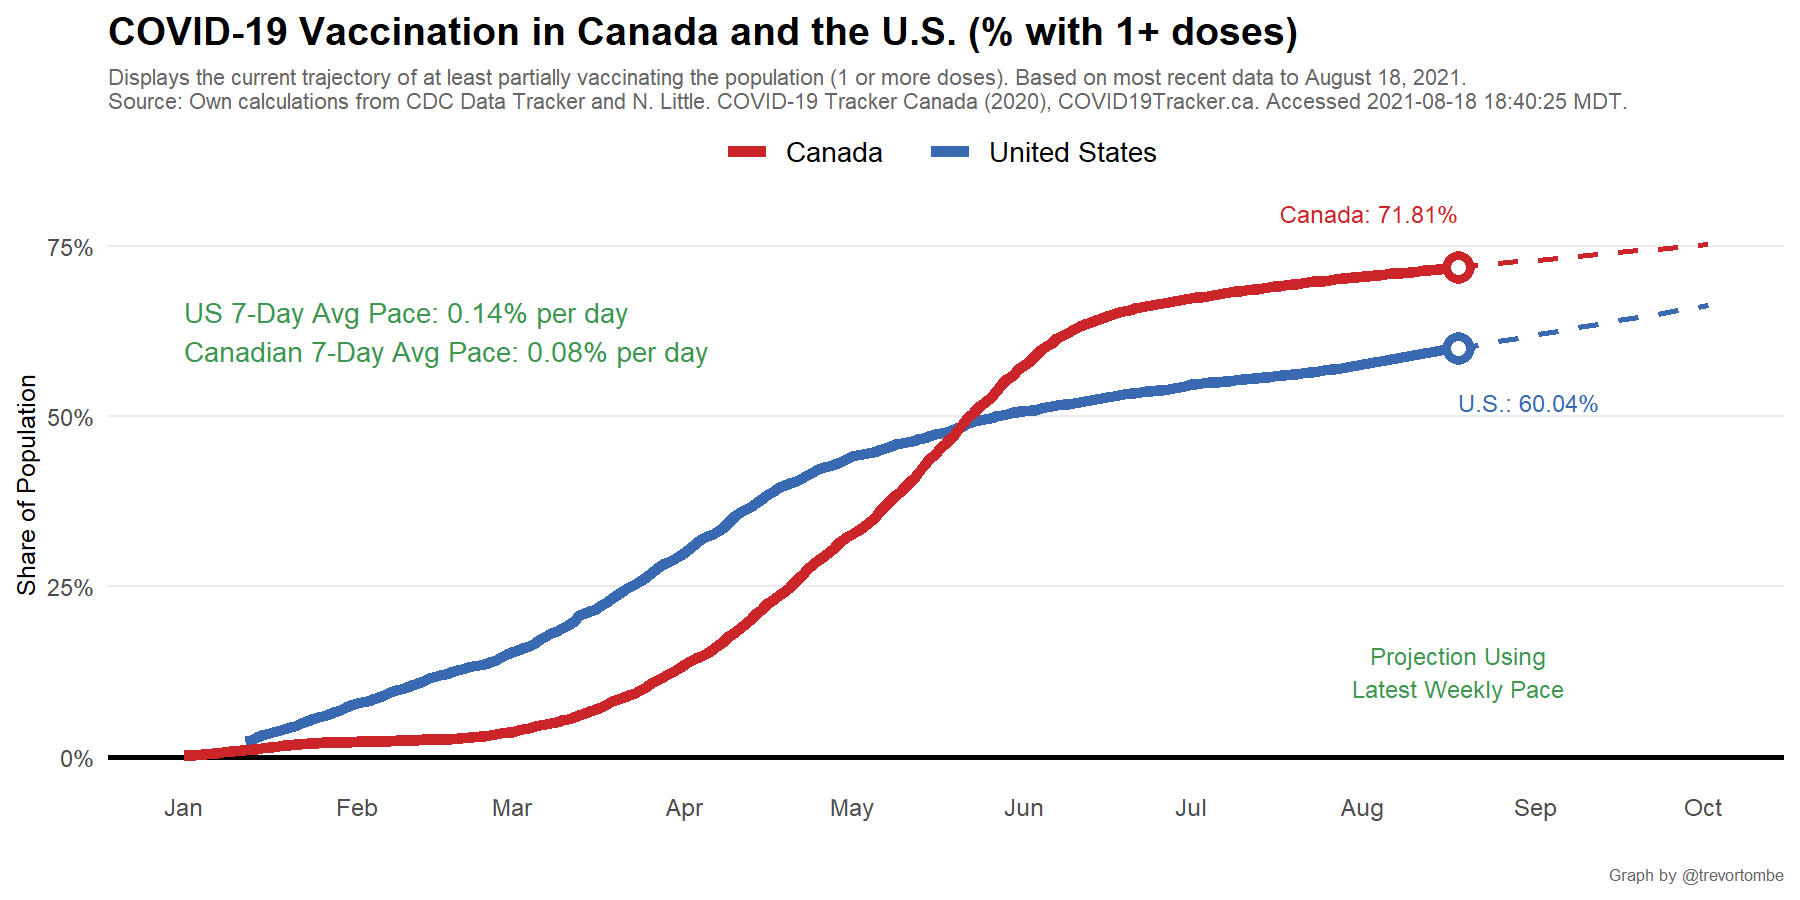 COVID-19 Vaccination in Canada and the U.S. (% with 1+ doses)
Displays the current trajectory of at least partially vaccinating the population (1 or more doses). Based on most recent data to August 18, 2021.
Source: Own calculations from CDC Data Tracker and N. Little. COVID-19 Tracker Canada (2020), COVID19Tracker.ca. Accessed 2021-08-18 18:40:25 MDT.
Canada United States
Canada: 71.81%
75%
US 7-Day Avg Pace: 0.14% per day
Canadian 7-Day Avg Pace: 0.08% per day
U.S.: 60.04%
50%
Share of Population
25%
Projection Using
Latest Weekly Pace
0%
Jan Feb Mar Apr May Jun Jul Aug Sep Oct
Graph by @trevortombe